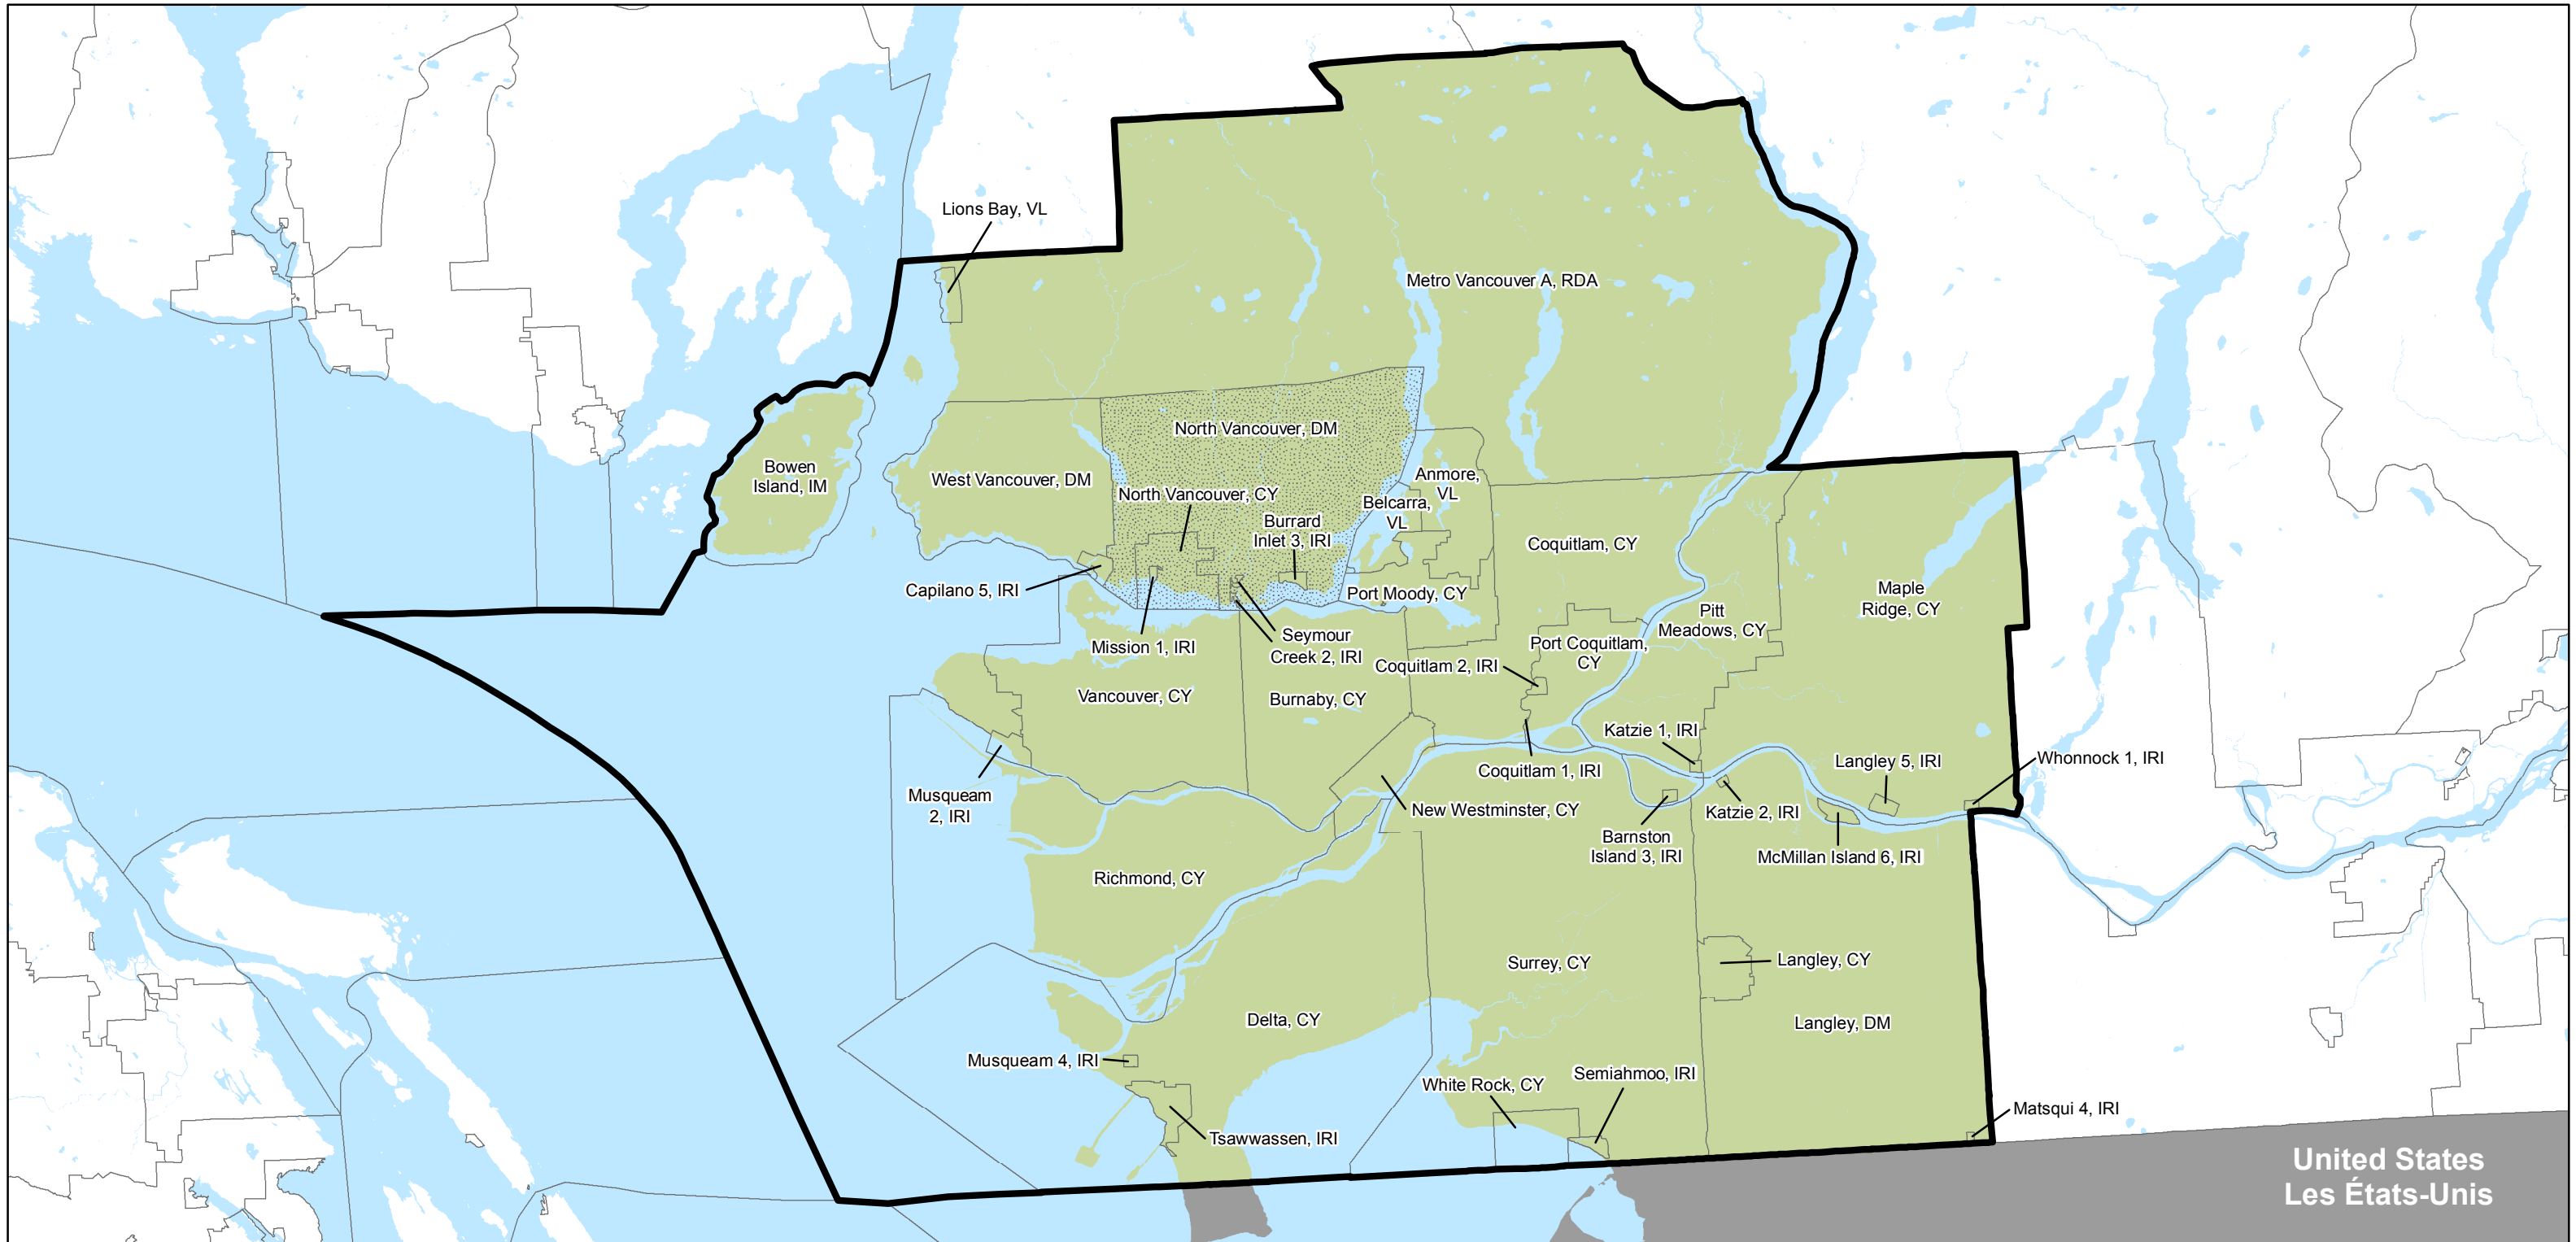 Lions Bay, VL
Metro Vancouver A, RDA
North Vancouver, DM
Bowen
Island, IM
West Vancouver, DM
Anmore,
VL
North Vancouver, CY
Belcarra,
VL
Burrard
Inlet 3, IRI
Coquitlam, CY
Capilano 5, IRI
Port Moody, CY
Maple
Ridge, CY
Pitt
Meadows, CY
Mission 1, IRI
Seymour
Creek 2, IRI
Port Coquitlam,
CY
Coquitlam 2, IRI
Vancouver, CY
Burnaby, CY
Katzie 1, IRI
Coquitlam 1, IRI
Langley 5, IRI
Whonnock 1, IRI
Musqueam
2, IRI
New Westminster, CY
Katzie 2, IRI
Barnston
Island 3, IRI
McMillan Island 6, IRI
Richmond, CY
Surrey, CY
Langley, CY
Delta, CY
Langley, DM
Musqueam 4, IRI
White Rock, CY
Semiahmoo, IRI
Matsqui 4, IRI
Tsawwassen, IRI
United States
Les États-Unis